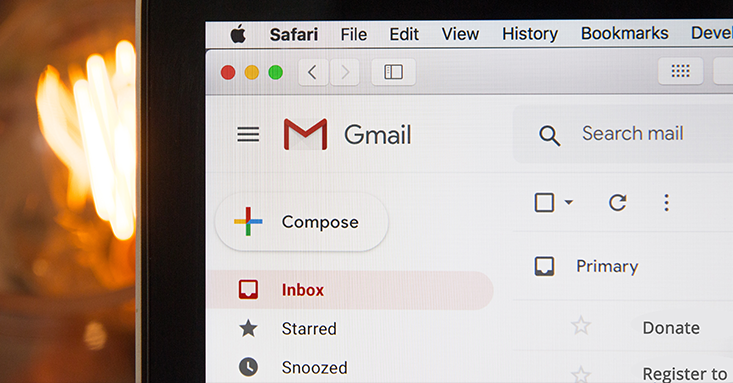 Safari File Edit View History Bookmarks Devel
Gmail
Search mail
Compose
Primary
Inbox
Starred
Donate
Snoozed
Register to